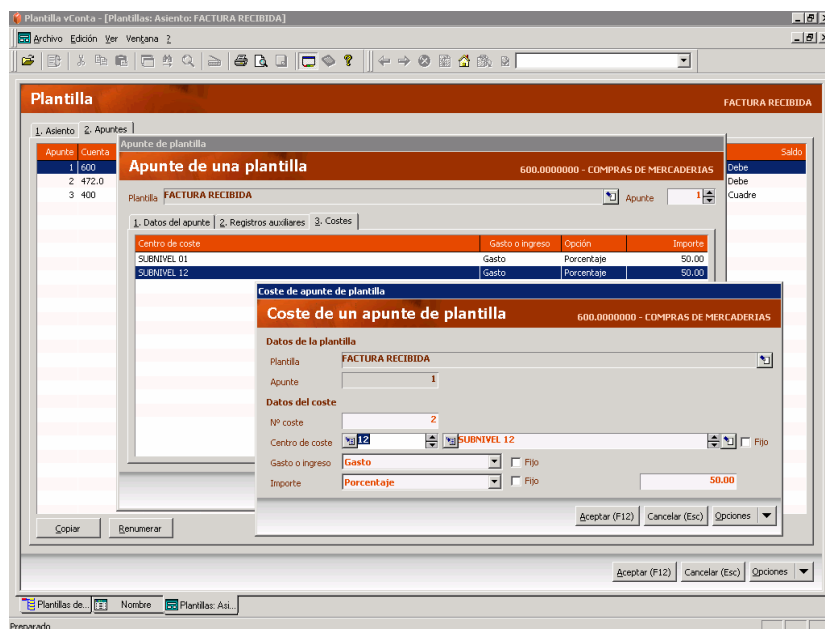 Plantilla vConta - [Plantillas: Asiento: FACTURA RECIBIDA]
Archivo Edición Ver Ventana ?
Plantilla FACTURA RECIBIDA
1. Asiento 2. Apuntes
Apunte Cuenta Saldo
1 600 Debe
2 472.0 Debe
3 400 Cuadre
Apunte de plantilla
Apunte de una plantilla 600.0000000 - COMPRAS DE MERCADERIAS
Plantilla FACTURA RECIBIDA Apunte 1
1. Datos del apunte 2. Registros auxiliares 3. Costes
Centro de coste Gasto o ingreso Opción Importe
SUBNIVEL 01 Gasto Porcentaje 50.00
SUBNIVEL 12 Gasto Porcentaje 50.00
Coste de apunte de plantilla
Coste de un apunte de plantilla 600.0000000 - COMPRAS DE MERCADERIAS
Datos de la plantilla
Plantilla FACTURA RECIBIDA
Apunte 1
Datos del coste
Nº coste 2
Centro de coste 12 SUBNIVEL 12 Fijo
Gasto o ingreso Gasto Fijo
Importe Porcentaje Fijo 50.00
Aceptar (F12) Cancelar (Esc) Opciones
Copiar Renumerar
Aceptar (F12) Cancelar (Esc) Opciones
Plantillas de... Nombre Plantillas: Asi...
Preparado